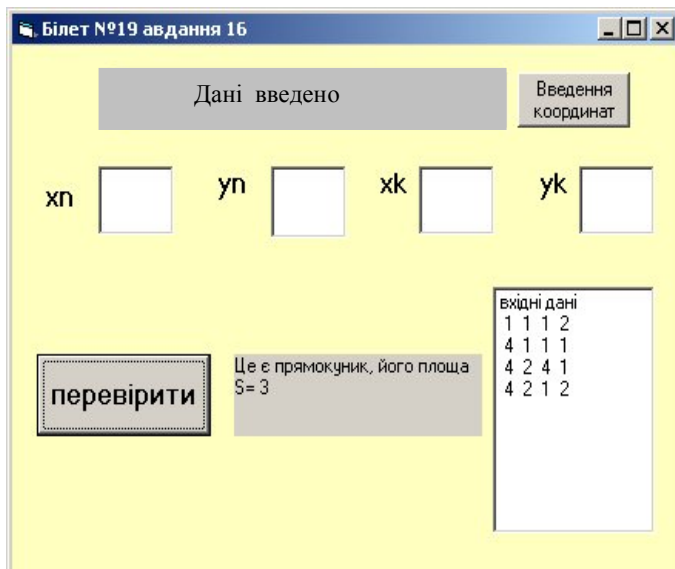 Білет №19 авдання 16
Дані введено
Введення
координат
xn
yn
xk
yk
вхідні дані
1 1 1 2
4 1 1 1
4 2 4 1
4 2 1 2
перевірити
Це є прямокуник, його площа
S= 3